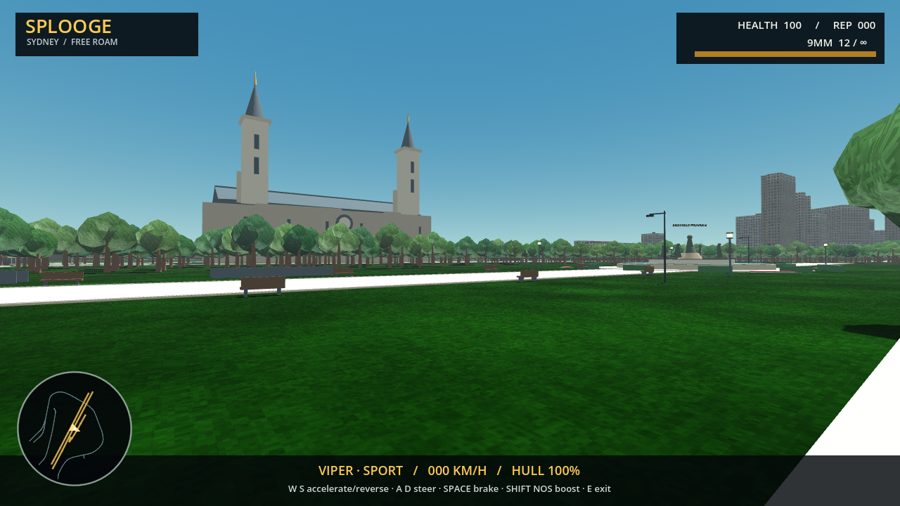 SPLOOGE
SYDNEY / FREE ROAM
HEALTH 100 / REP 000
9MM 12 / ∞
VIPER · SPORT / 000 KM/H / HULL 100%
W S accelerate/reverse · A D steer · SPACE brake · SHIFT NOS boost · E exit